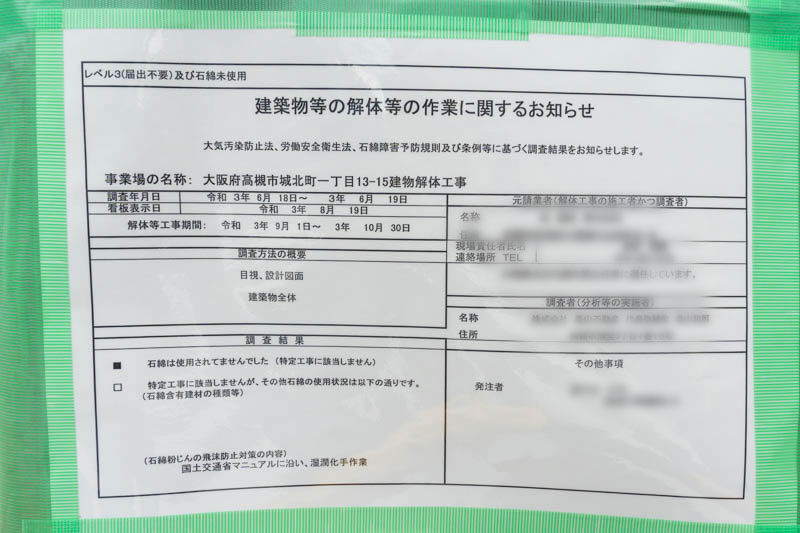 レベル3(届出不要)及び石綿未使用
建築物等の解体等の作業に関するお知らせ
大気汚染防止法、労働安全衛生法、石綿障害予防規則及び条例等に基づく調査結果をお知らせします。
事業場の名称: 大阪府高槻市城北町一丁目13-15建物解体工事
調査年月日 令和 3年 6月 18日~ 3年 6月 19日
看板表示日 令和 3年 8月 19日
解体等工事期間: 令和 3年 9月 1日~ 3年 10月 30日
調査方法の概要
目視、設計図面
建築物全体
調 査 結 果
■ 石綿は使用されてませんでした (特定工事に該当しません)
□ 特定工事に該当しませんが、その他石綿の使用状況は以下の通りです。
(石綿含有建材の種類等)
(石綿粉じんの飛沫防止対策の内容)
国土交通省マニュアルに沿い、湿潤化手作業
元請業者(解体工事の施工者かつ調査者)
名称
現場責任者氏名
連絡場所 TEL
調査者(分析等の実施者)
名称
住所
その他事項
発注者